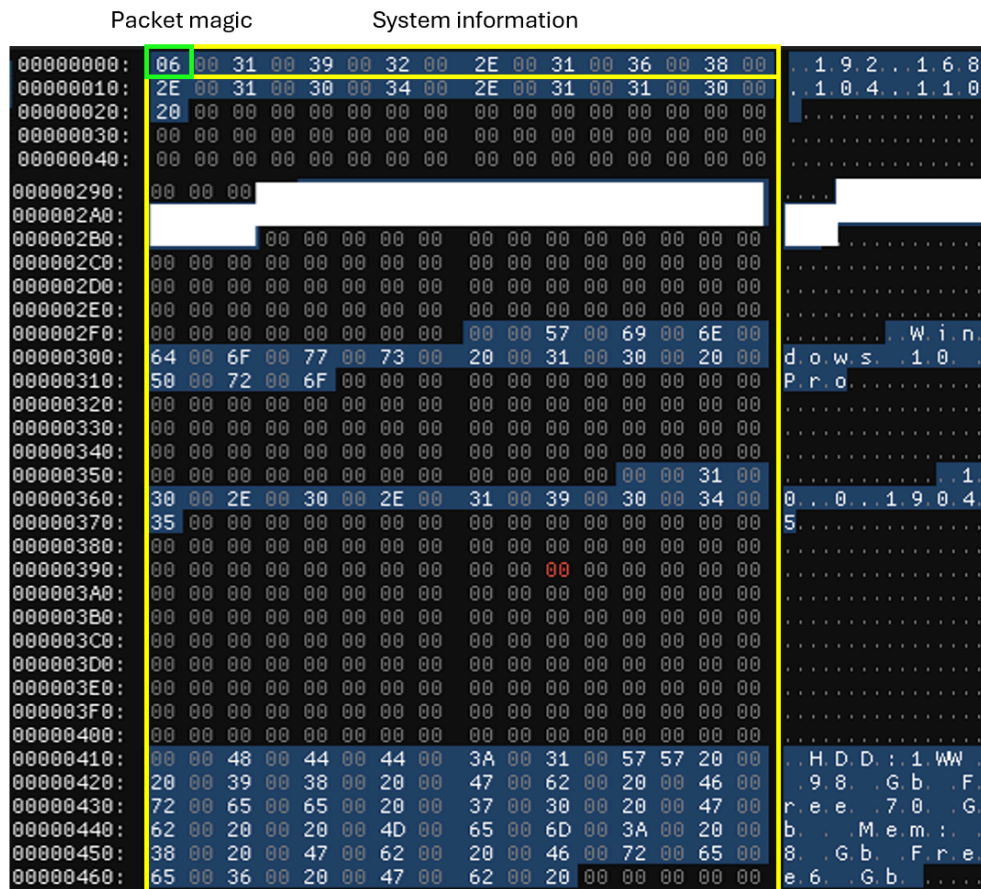 Packet magic System information
00000000: 06 00 31 00 39 00 32 00 2E 00 31 00 36 00 38 00 ..1.9.2...1.6.8
00000010: 2E 00 31 00 30 00 34 00 2E 00 31 00 31 00 30 00 ..1.0.4...1.1.0
00000020: 20 00 00 00 00 00 00 00 00 00 00 00 00 00 00 00 ...............
00000030: 00 00 00 00 00 00 00 00 00 00 00 00 00 00 00 00 ...............
00000040: 00 00 00 00 00 00 00 00 00 00 00 00 00 00 00 00 ...............
00000290: 00 00 00 ...
000002A0:
000002B0: 00 00 00 00 00 00 00 00 00 00 00 00 00 ............
000002C0: 00 00 00 00 00 00 00 00 00 00 00 00 00 00 00 00 ...............
000002D0: 00 00 00 00 00 00 00 00 00 00 00 00 00 00 00 00 ...............
000002E0: 00 00 00 00 00 00 00 00 00 00 00 00 00 00 00 00 ...............
000002F0: 00 00 00 00 00 00 00 00 00 00 57 00 69 00 6E 00 ..........W.i.n
00000300: 64 00 6F 00 77 00 73 00 20 00 31 00 30 00 20 00 d.o.w.s. .1.0.
00000310: 50 00 72 00 6F 00 00 00 00 00 00 00 00 00 00 00 P.r.o..........
00000320: 00 00 00 00 00 00 00 00 00 00 00 00 00 00 00 00 ...............
00000330: 00 00 00 00 00 00 00 00 00 00 00 00 00 00 00 00 ...............
00000340: 00 00 00 00 00 00 00 00 00 00 00 00 00 00 00 00 ...............
00000350: 00 00 00 00 00 00 00 00 00 00 00 00 00 00 31 00 ..............1.
00000360: 30 00 2E 00 30 00 2E 00 31 00 39 00 30 00 34 00 0...0...1.9.0.4.
00000370: 35 00 00 00 00 00 00 00 00 00 00 00 00 00 00 00 5..............
00000380: 00 00 00 00 00 00 00 00 00 00 00 00 00 00 00 00 ...............
00000390: 00 00 00 00 00 00 00 00 00 00 00 00 00 00 00 00 ...............
000003A0: 00 00 00 00 00 00 00 00 00 00 00 00 00 00 00 00 ...............
000003B0: 00 00 00 00 00 00 00 00 00 00 00 00 00 00 00 00 ...............
000003C0: 00 00 00 00 00 00 00 00 00 00 00 00 00 00 00 00 ...............
000003D0: 00 00 00 00 00 00 00 00 00 00 00 00 00 00 00 00 ...............
000003E0: 00 00 00 00 00 00 00 00 00 00 00 00 00 00 00 00 ...............
000003F0: 00 00 00 00 00 00 00 00 00 00 00 00 00 00 00 00 ...............
00000400: 00 00 00 00 00 00 00 00 00 00 00 00 00 00 00 00 ...............
00000410: 00 00 48 00 44 00 44 00 3A 00 31 00 57 57 20 00 ..H.D.D.:.1.WW
00000420: 20 00 39 00 38 00 20 00 47 00 62 00 20 00 46 00 .9.8. .G.b. .F.
00000430: 72 00 65 00 65 00 20 00 37 00 30 00 20 00 47 00 r.e.e. .7.0. .G.
00000440: 62 00 20 00 20 00 4D 00 65 00 6D 00 3A 00 20 00 b. . .M.e.m.:.
00000450: 38 00 20 00 47 00 62 00 20 00 46 00 72 00 65 00 8. .G.b. .F.r.e.
00000460: 65 00 36 00 20 00 47 00 62 00 20 00 00 00 00 00 e.6. .G.b. ....